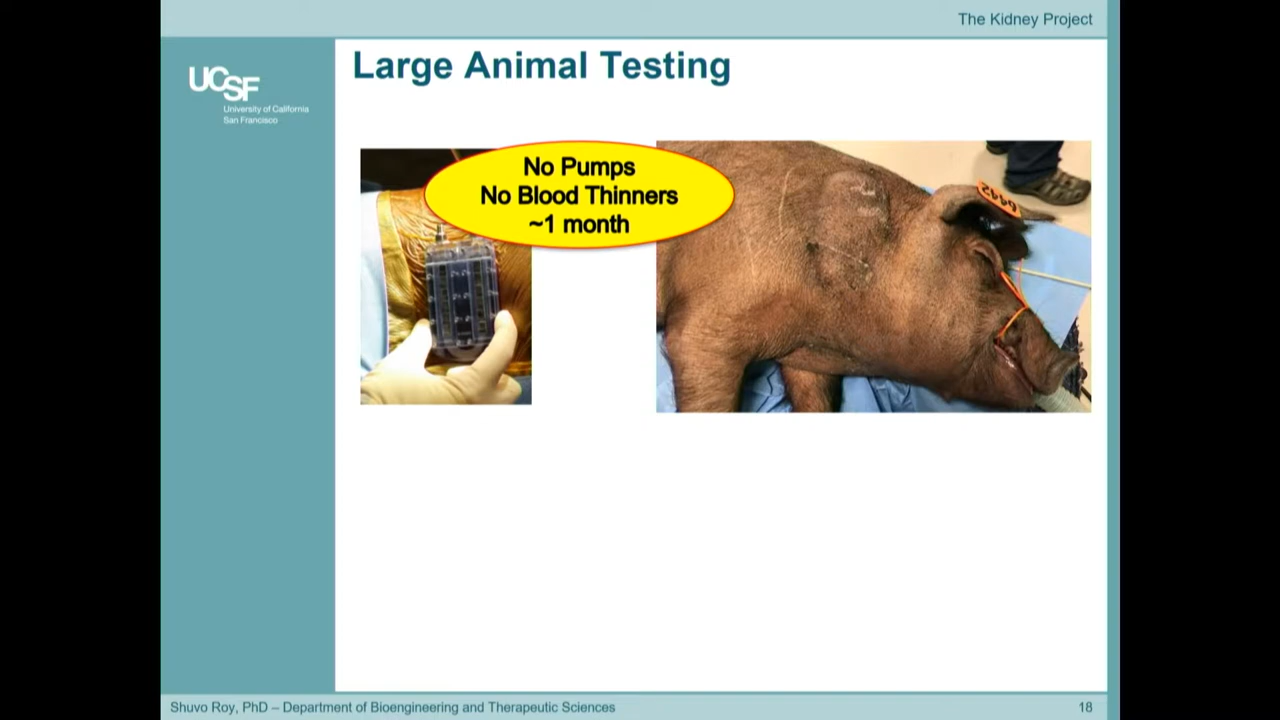 The Kidney Project
UCSF
University of California
San Francisco
Large Animal Testing
No Pumps
No Blood Thinners
~1 month
6442
Shuvo Roy, PhD – Department of Bioengineering and Therapeutic Sciences
18